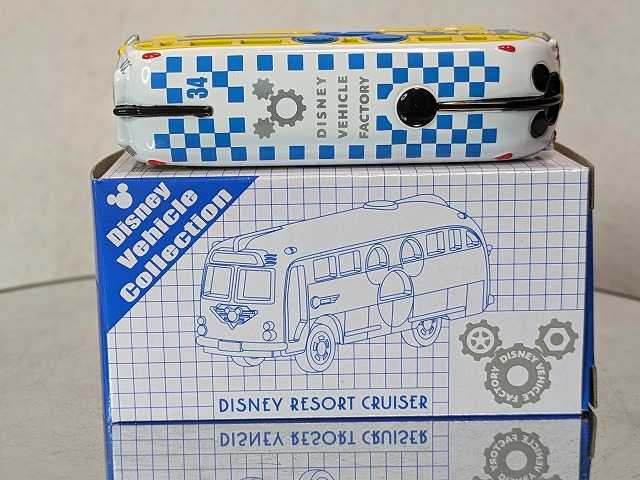 34
DISNEY
VEHICLE
FACTORY
Disney
Vehicle
Collection
DISNEY RESORT CRUISER
DISNEY VEHICLE FACTORY